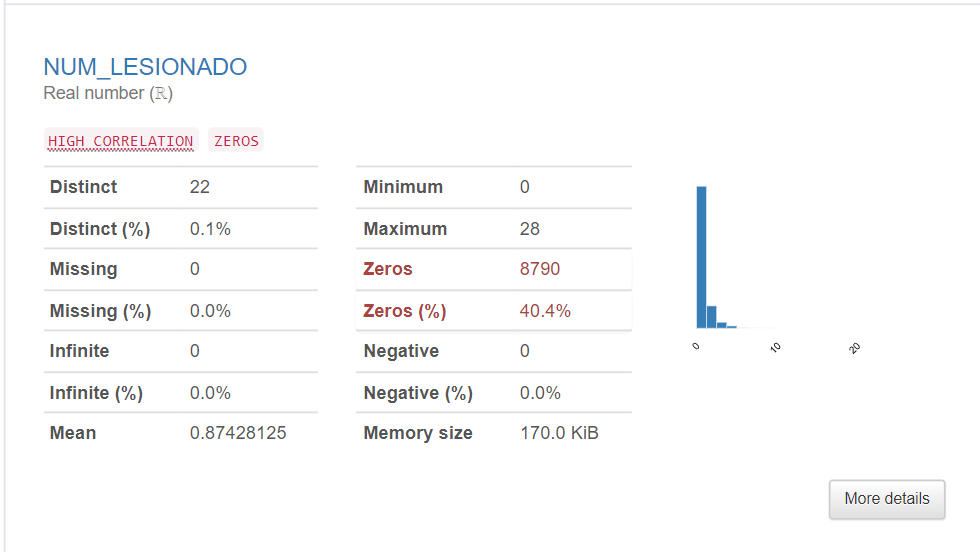 NUM_LESIONADO
Real number (ℝ)
HIGH CORRELATION ZEROS
Distinct 22
Distinct (%) 0.1%
Missing 0
Missing (%) 0.0%
Infinite 0
Infinite (%) 0.0%
Mean 0.87428125
Minimum 0
Maximum 28
Zeros 8790
Zeros (%) 40.4%
Negative 0
Negative (%) 0.0%
Memory size 170.0 KiB
0 10 20
More details